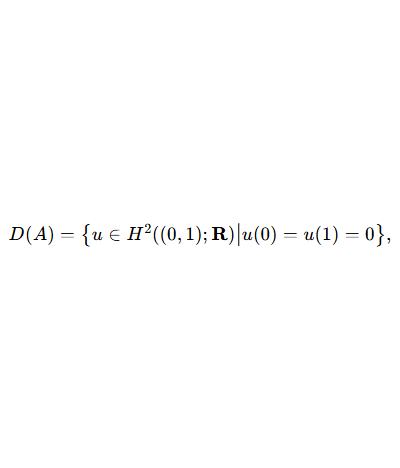 D(A) = {u ∈ H²((0, 1); 𝐑)|u(0) = u(1) = 0},